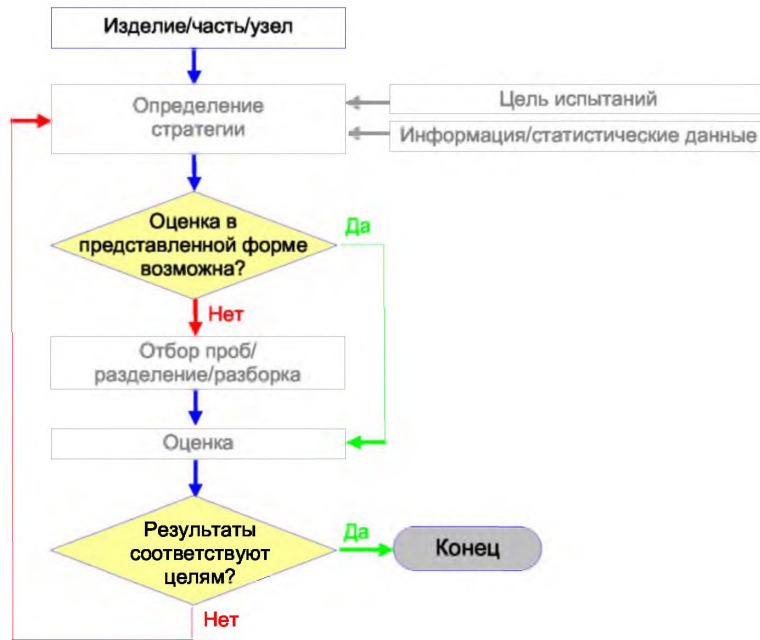 Изделие/часть/узел
Определение
стратегии
Цель испытаний
Информация/статистические данные
Оценка в
представленной форме
возможна?
Да
Нет
Отбор проб/
разделение/разборка
Оценка
Результаты
соответствуют
целям?
Да
Конец
Нет